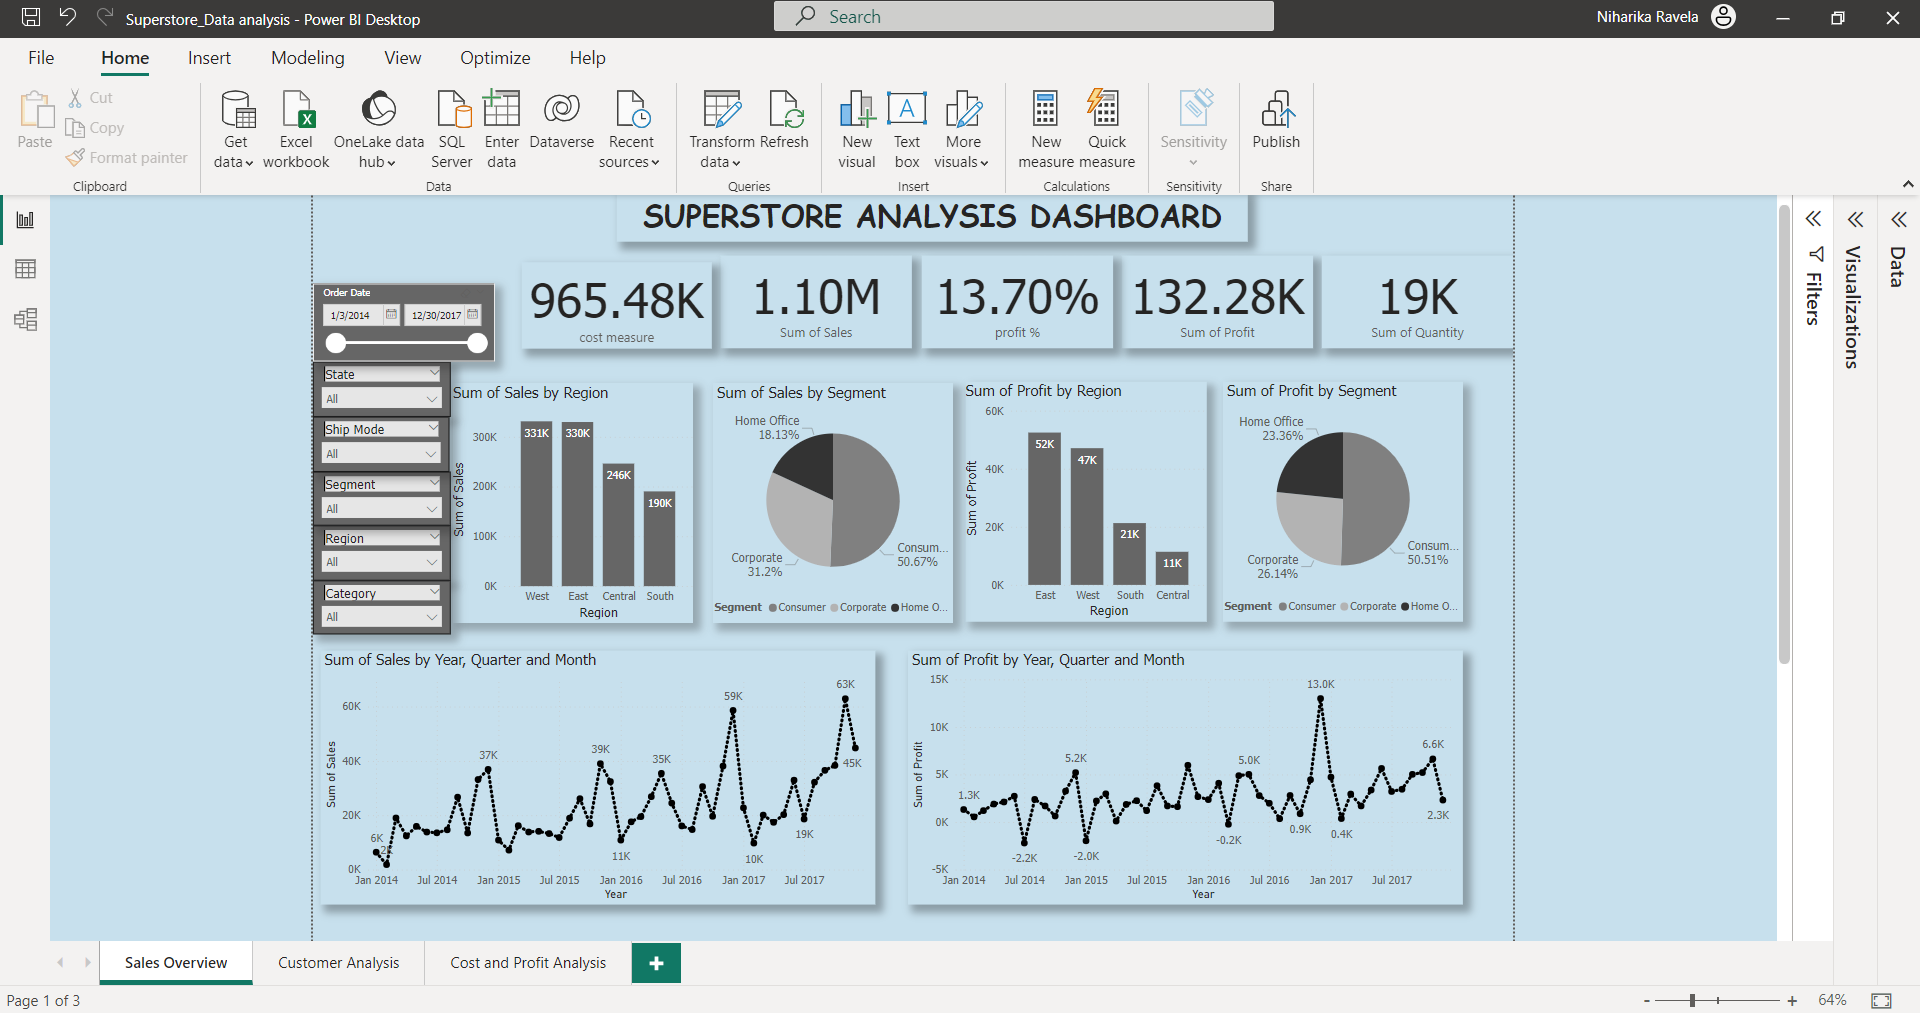 Superstore_Data analysis - Power BI Desktop
Search
Niharika Ravela
File Home Insert Modeling View Optimize Help
Paste
Cut
Copy
Format painter
Clipboard
Get data
Excel workbook
OneLake data hub
SQL Server
Enter data
Dataverse
Recent sources
Data
Transform data
Refresh
Queries
New visual
Text box
More visuals
Insert
New measure
Quick measure
Calculations
Sensitivity
Sensitivity
Publish
Share
SUPERSTORE ANALYSIS DASHBOARD
Order Date
1/3/2014 12/30/2017
965.48K
cost measure
1.10M
Sum of Sales
13.70%
profit %
132.28K
Sum of Profit
19K
Sum of Quantity
State
All
Ship Mode
All
Segment
All
Region
All
Category
All
Sum of Sales by Region
Sum of Sales
300K
200K
100K
0K
331K 330K 246K 190K
West East Central South
Region
Sum of Sales by Segment
Home Office
18.13%
Corporate
31.2%
Consum...
50.67%
Segment Consumer Corporate Home O...
Sum of Profit by Region
Sum of Profit
60K
40K
20K
0K
52K 47K 21K 11K
East West South Central
Region
Sum of Profit by Segment
Home Office
23.36%
Corporate
26.14%
Consum...
50.51%
Segment Consumer Corporate Home O...
Sum of Sales by Year, Quarter and Month
Sum of Sales
60K
40K
20K
0K
6K 2K 37K 39K 11K 35K 59K 10K 19K 63K 45K
Jan 2014 Jul 2014 Jan 2015 Jul 2015 Jan 2016 Jul 2016 Jan 2017 Jul 2017
Year
Sum of Profit by Year, Quarter and Month
Sum of Profit
15K
10K
5K
0K
-5K
1.3K -2.2K 5.2K -2.0K -0.2K 5.0K 0.9K 13.0K 0.4K 6.6K 2.3K
Jan 2014 Jul 2014 Jan 2015 Jul 2015 Jan 2016 Jul 2016 Jan 2017 Jul 2017
Year
Filters
Visualizations
Data
Sales Overview Customer Analysis Cost and Profit Analysis
Page 1 of 3
64%